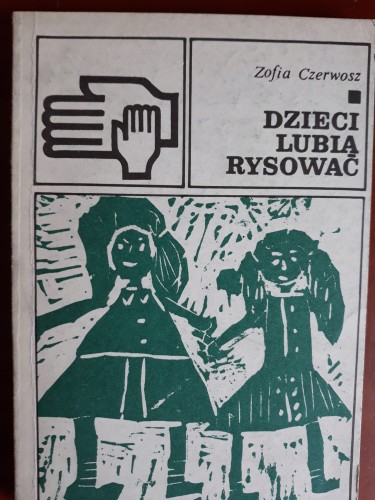 Zofia Czerwosz
DZIECI
LUBIĄ
RYSOWAĆ